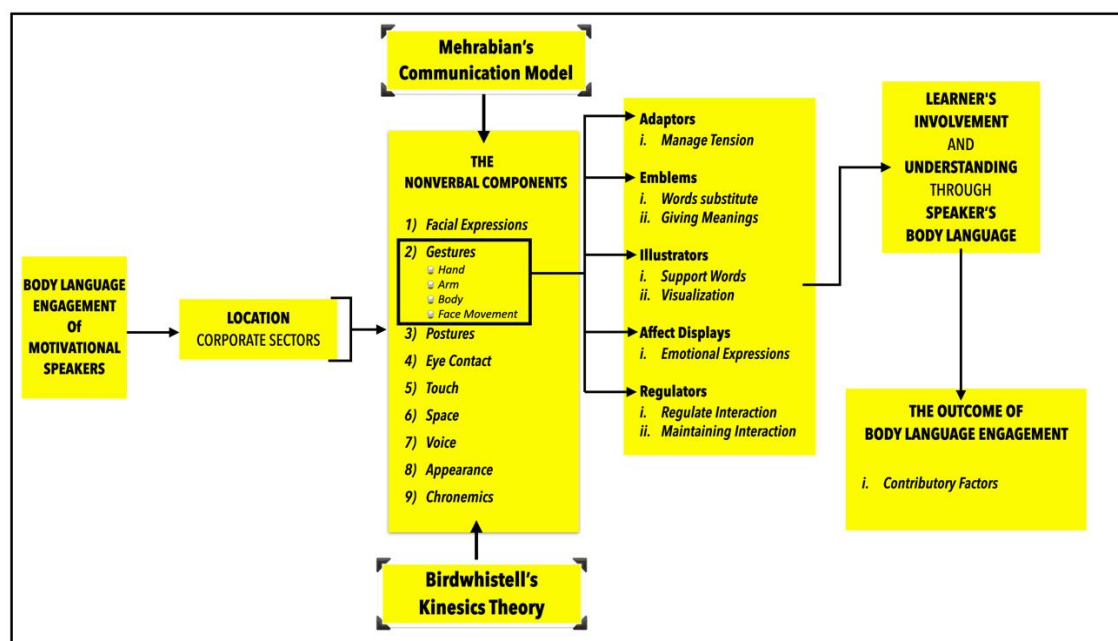 Mehrabian's
Communication Model
BODY LANGUAGE
ENGAGEMENT
Of
MOTIVATIONAL
SPEAKERS
LOCATION
CORPORATE SECTORS
THE
NONVERBAL COMPONENTS
1) Facial Expressions
2) Gestures
Hand
Arm
Body
Face Movement
3) Postures
4) Eye Contact
5) Touch
6) Space
7) Voice
8) Appearance
9) Chronemics
Birdwhistell's
Kinesics Theory
Adaptors
i. Manage Tension
Emblems
i. Words substitute
ii. Giving Meanings
Illustrators
i. Support Words
ii. Visualization
Affect Displays
i. Emotional Expressions
Regulators
i. Regulate Interaction
ii. Maintaining Interaction
LEARNER'S
INVOLVEMENT
AND
UNDERSTANDING
THROUGH
SPEAKER'S
BODY LANGUAGE
THE OUTCOME OF
BODY LANGUAGE ENGAGEMENT
i. Contributory Factors